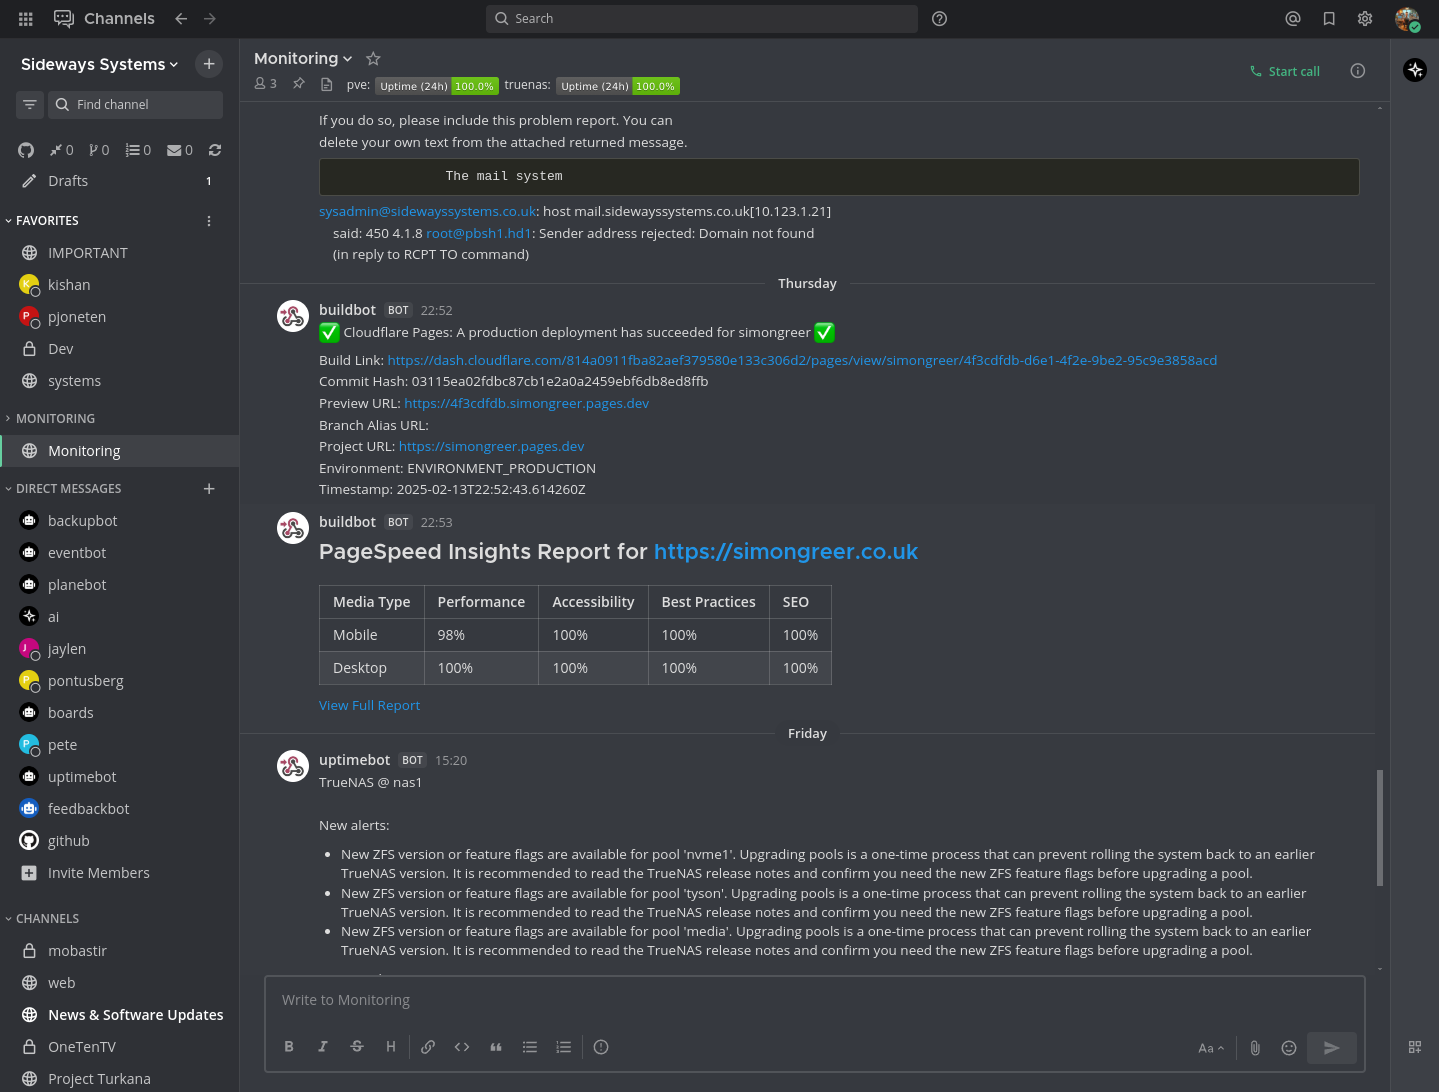 Channels
Search
Sideways Systems
Find channel
0 0 0 0
Drafts 1
FAVORITES
IMPORTANT
K kishan
P pjoneten
Dev
systems
MONITORING
Monitoring
DIRECT MESSAGES
backupbot
eventbot
planebot
ai
J jaylen
P pontusberg
boards
P pete
uptimebot
feedbackbot
github
Invite Members
CHANNELS
mobastir
web
News & Software Updates
OneTenTV
Project Turkana
Monitoring
3 pve: Uptime (24h) 100.0% truenas: Uptime (24h) 100.0%
Start call
If you do so, please include this problem report. You can
delete your own text from the attached returned message.
The mail system
sysadmin@sidewayssystems.co.uk: host mail.sidewayssystems.co.uk[10.123.1.21]
said: 450 4.1.8 root@pbsh1.hd1: Sender address rejected: Domain not found
(in reply to RCPT TO command)
Thursday
buildbot BOT 22:52
✅ Cloudflare Pages: A production deployment has succeeded for simongreer ✅
Build Link: https://dash.cloudflare.com/814a0911fba82aef379580e133c306d2/pages/view/simongreer/4f3cdfdb-d6e1-4f2e-9be2-95c9e3858acd
Commit Hash: 03115ea02fdbc87cb1e2a0a2459ebf6db8ed8ffb
Preview URL: https://4f3cdfdb.simongreer.pages.dev
Branch Alias URL:
Project URL: https://simongreer.pages.dev
Environment: ENVIRONMENT_PRODUCTION
Timestamp: 2025-02-13T22:52:43.614260Z
buildbot BOT 22:53
PageSpeed Insights Report for https://simongreer.co.uk
Media Type Performance Accessibility Best Practices SEO
Mobile 98% 100% 100% 100%
Desktop 100% 100% 100% 100%
View Full Report
Friday
uptimebot BOT 15:20
TrueNAS @ nas1
New alerts:
• New ZFS version or feature flags are available for pool 'nvme1'. Upgrading pools is a one-time process that can prevent rolling the system back to an earlier
TrueNAS version. It is recommended to read the TrueNAS release notes and confirm you need the new ZFS feature flags before upgrading a pool.
• New ZFS version or feature flags are available for pool 'tyson'. Upgrading pools is a one-time process that can prevent rolling the system back to an earlier
TrueNAS version. It is recommended to read the TrueNAS release notes and confirm you need the new ZFS feature flags before upgrading a pool.
• New ZFS version or feature flags are available for pool 'media'. Upgrading pools is a one-time process that can prevent rolling the system back to an earlier
TrueNAS version. It is recommended to read the TrueNAS release notes and confirm you need the new ZFS feature flags before upgrading a pool.
Write to Monitoring
B I S H
Aa